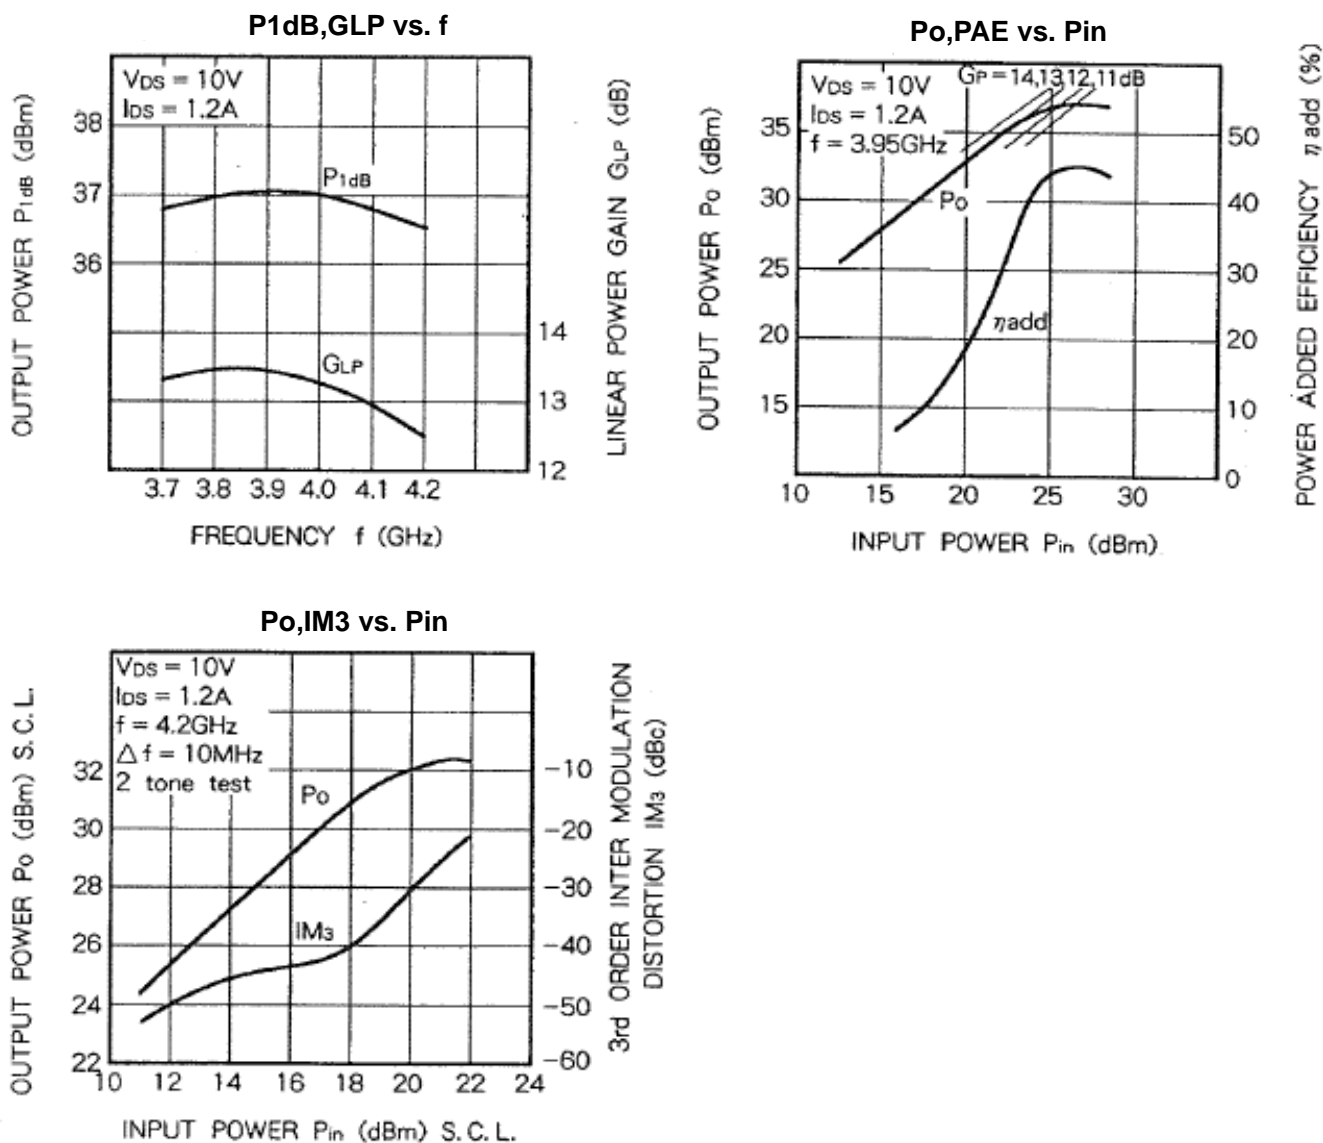 P1dB,GLP vs. f
VDS = 10V
IDS = 1.2A
OUTPUT POWER P1dB (dBm)
38
37
36
P1dB
GLP
14
13
12
LINEAR POWER GAIN GLP (dB)
3.7 3.8 3.9 4.0 4.1 4.2
FREQUENCY f (GHz)
Po,PAE vs. Pin
VDS = 10V
IDS = 1.2A
f = 3.95GHz
GP = 14,13,12,11dB
OUTPUT POWER Po (dBm)
35
30
25
20
15
Po
ηadd
50
40
30
20
10
0
POWER ADDED EFFICIENCY ηadd (%)
10 15 20 25 30
INPUT POWER Pin (dBm)
Po,IM3 vs. Pin
VDS = 10V
IDS = 1.2A
f = 4.2GHz
△f = 10MHz
2 tone test
OUTPUT POWER Po (dBm) S.C.L.
32
30
28
26
24
22
Po
IM3
-10
-20
-30
-40
-50
-60
3rd ORDER INTER MODULATION
DISTORTION IM3 (dBc)
10 12 14 16 18 20 22 24
INPUT POWER Pin (dBm) S.C.L.